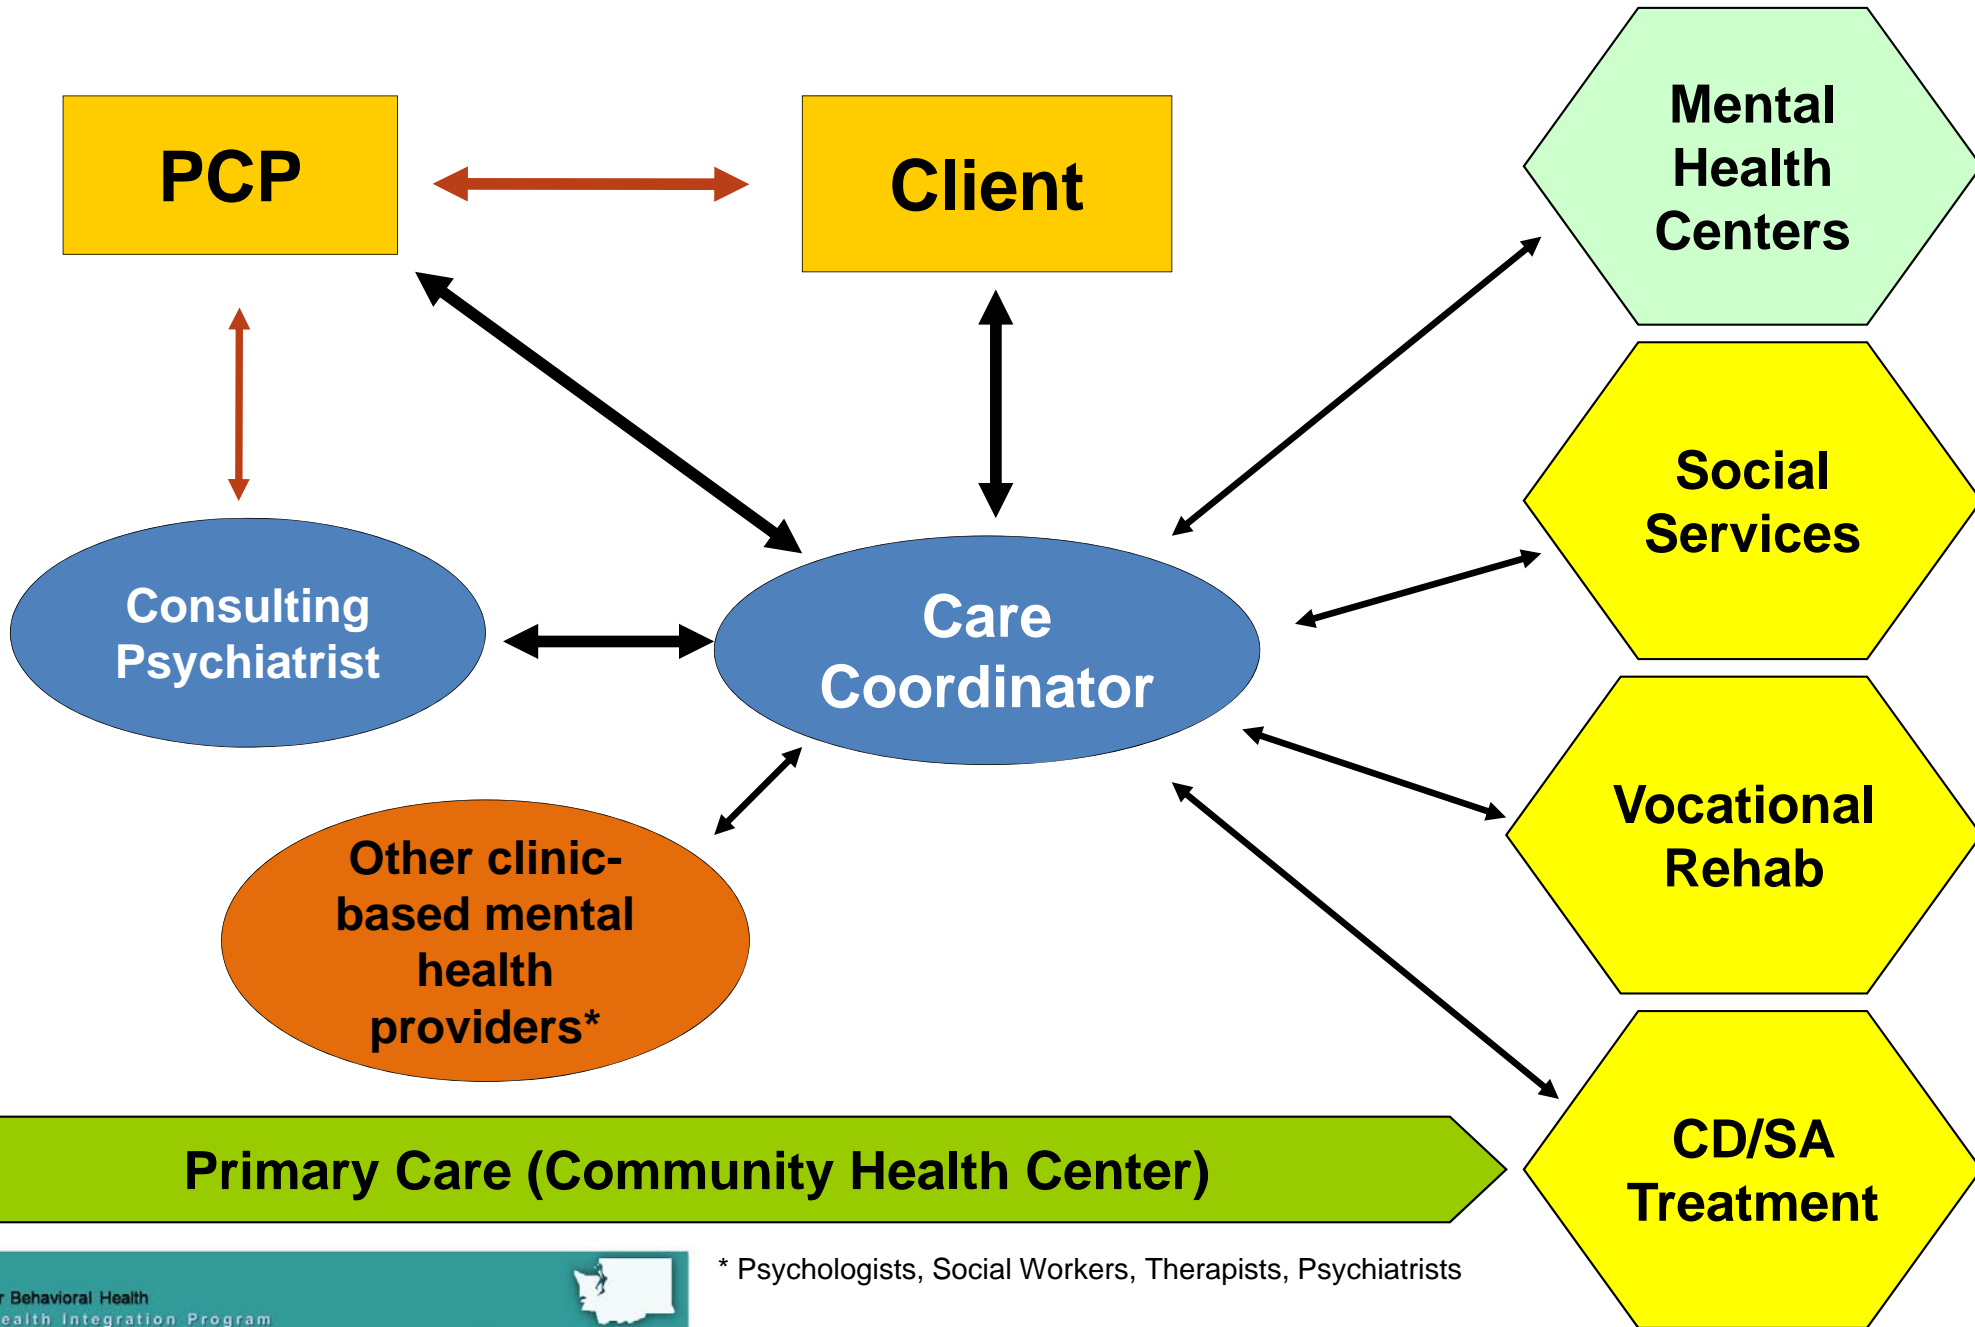 PCP
Client
Mental
Health
Centers
Social
Services
Consulting
Psychiatrist
Care
Coordinator
Vocational
Rehab
Other clinic-
based mental
health
providers*
CD/SA
Treatment
Primary Care (Community Health Center)
* Psychologists, Social Workers, Therapists, Psychiatrists
r Behavioral Health
ealth Integration Program